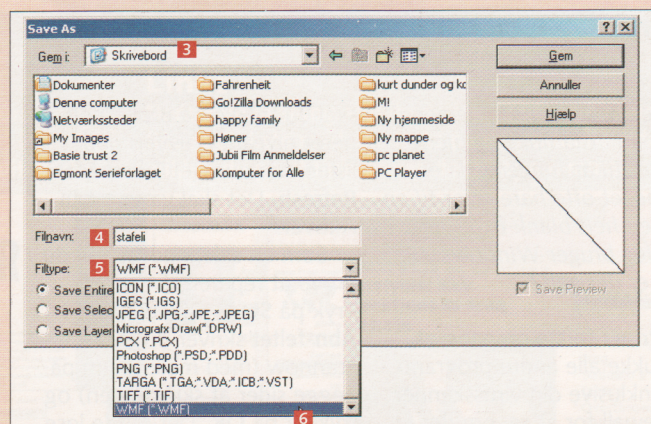 Save As
Gem i: Skrivebord 3
Dokumenter
Denne computer
Netværkssteder
My Images
Basie trust 2
Egmont Serieforlaget
Fahrenheit
Go!Zilla Downloads
happy family
Høner
Jubii Film Anmeldelser
Komputer for Alle
kurt dunder og
M!
Ny hjemmeside
Ny mappe
pc planet
PC Player
Gem
Annuller
Hjælp
Filnavn: 4 stafeli
Filtype: 5 WMF (*.WMF)
Save Entire
Save Selec
Save Layer
ICON (*.ICO)
IGES (*.IGS)
JPEG (*.JPG;*.JPE;*.JPEG)
Micrografx Draw(*.DRW)
PCX (*.PCX)
Photoshop (*.PSD;*.PDD)
PNG (*.PNG)
TARGA (*.TGA;*.VDA;*.ICB;*.VST)
TIFF (*.TIF)
WMF (*.WMF)
6
Save Preview